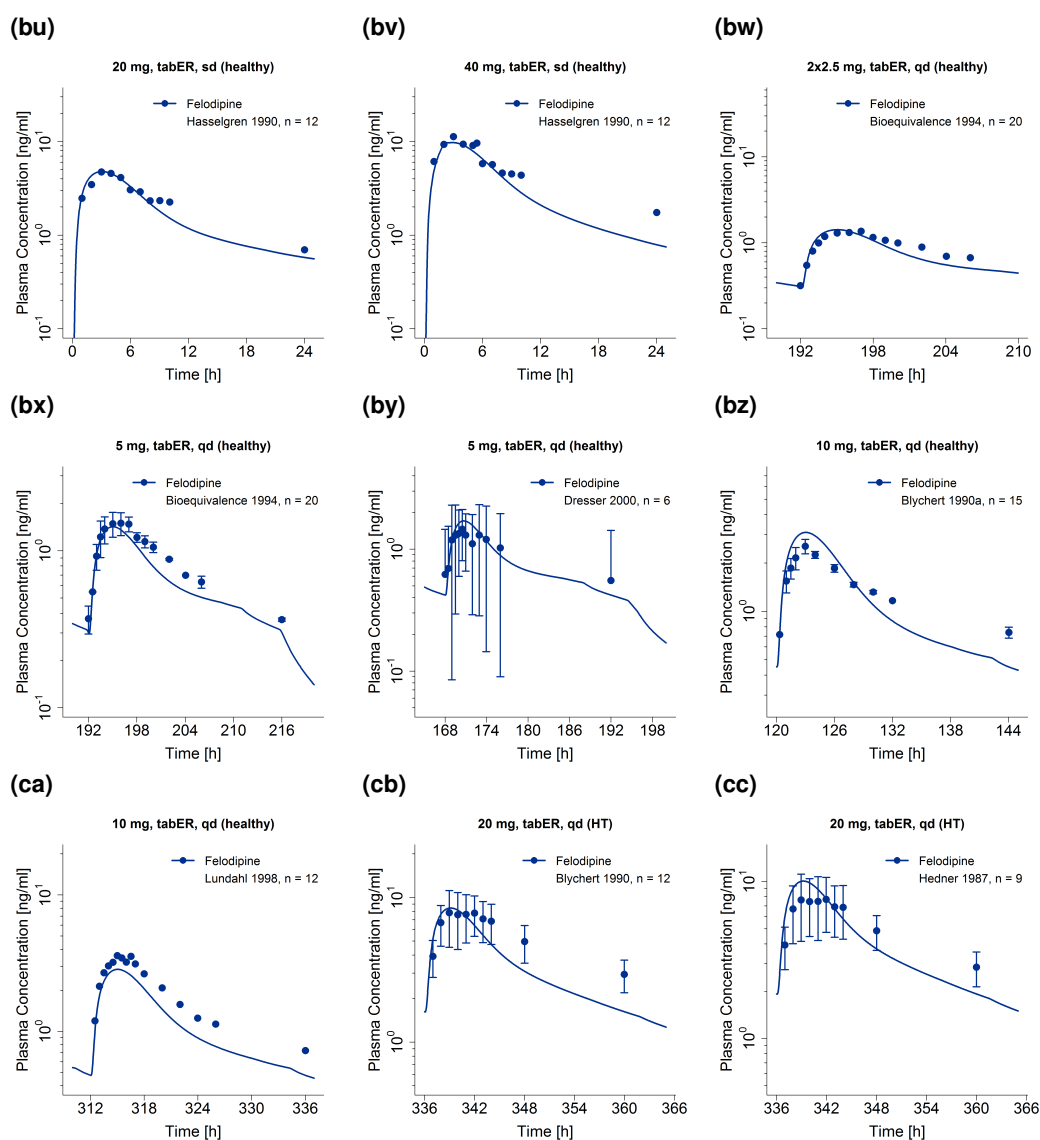 (bu)
20 mg, tabER, sd (healthy)
Felodipine
Hasselgren 1990, n = 12
Plasma Concentration [ng/ml]
10^1
10^0
10^-1
0 6 12 18 24
Time [h]
(bv)
40 mg, tabER, sd (healthy)
Felodipine
Hasselgren 1990, n = 12
Plasma Concentration [ng/ml]
10^1
10^0
10^-1
0 6 12 18 24
Time [h]
(bw)
2x2.5 mg, tabER, qd (healthy)
Felodipine
Bioequivalence 1994, n = 20
Plasma Concentration [ng/ml]
10^1
10^0
10^-1
192 198 204 210
Time [h]
(bx)
5 mg, tabER, qd (healthy)
Felodipine
Bioequivalence 1994, n = 20
Plasma Concentration [ng/ml]
10^0
10^-1
192 198 204 210 216
Time [h]
(by)
5 mg, tabER, qd (healthy)
Felodipine
Dresser 2000, n = 6
Plasma Concentration [ng/ml]
10^0
10^-1
168 174 180 186 192 198
Time [h]
(bz)
10 mg, tabER, qd (healthy)
Felodipine
Blychert 1990a, n = 15
Plasma Concentration [ng/ml]
10^0
120 126 132 138 144
Time [h]
(ca)
10 mg, tabER, qd (healthy)
Felodipine
Lundahl 1998, n = 12
Plasma Concentration [ng/ml]
10^1
10^0
312 318 324 330 336
Time [h]
(cb)
20 mg, tabER, qd (HT)
Felodipine
Blychert 1990, n = 12
Plasma Concentration [ng/ml]
10^1
10^0
336 342 348 354 360 366
Time [h]
(cc)
20 mg, tabER, qd (HT)
Felodipine
Hedner 1987, n = 9
Plasma Concentration [ng/ml]
10^1
10^0
336 342 348 354 360 366
Time [h]